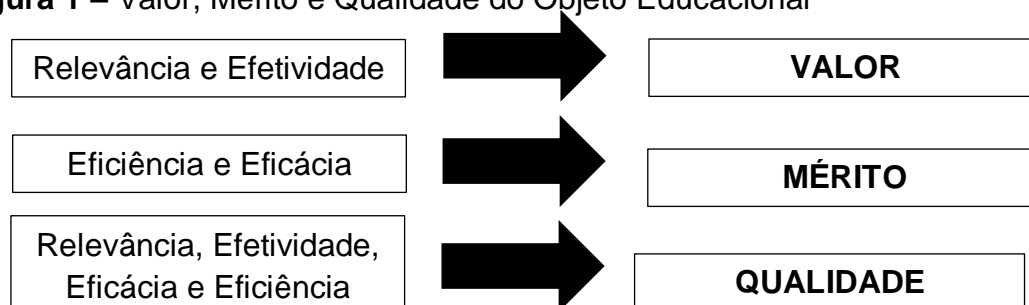 gura 1 – Valor, Mérito e Qualidade do Objeto Educacional
Relevância e Efetividade
VALOR
Eficiência e Eficácia
MÉRITO
Relevância, Efetividade,
Eficácia e Eficiência
QUALIDADE